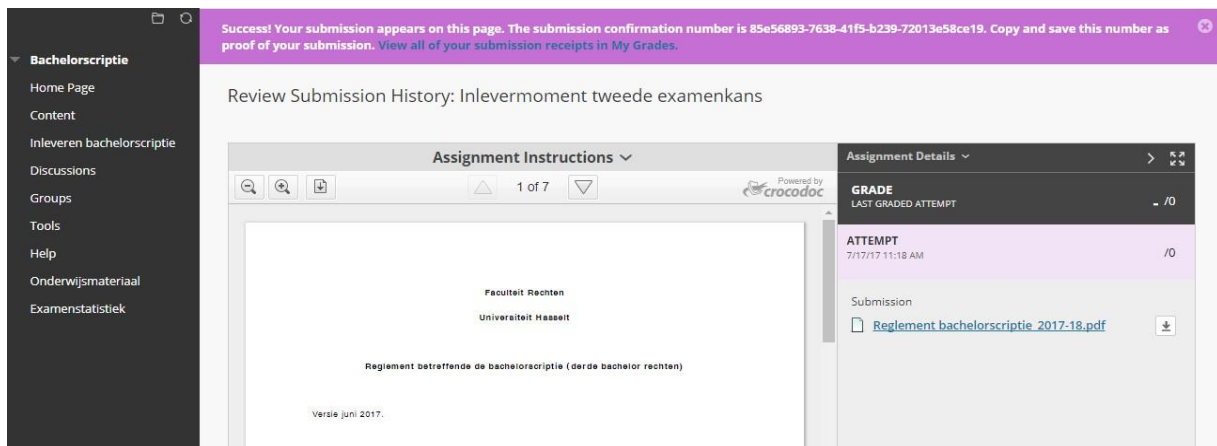 Success! Your submission appears on this page. The submission confirmation number is 85e56893-7638-41f5-b239-72013e58ce19. Copy and save this number as
proof of your submission. View all of your submission receipts in My Grades.
Bachelorscriptie
Home Page
Content
Inleveren bachelorscriptie
Discussions
Groups
Tools
Help
Onderwijsmateriaal
Examenstatistiek
Review Submission History: Inlevermoment tweede examenkans
Assignment Instructions
1 of 7
Powered by
crocodoc
Faculteit Rechten
Universiteit Hasselt
Reglement betreffende de bachelorscriptie (derde bachelor rechten)
Versie juni 2017.
Assignment Details
GRADE
LAST GRADED ATTEMPT
- /0
ATTEMPT
7/17/17 11:18 AM
/0
Submission
Reglement bachelorscriptie 2017-18.pdf